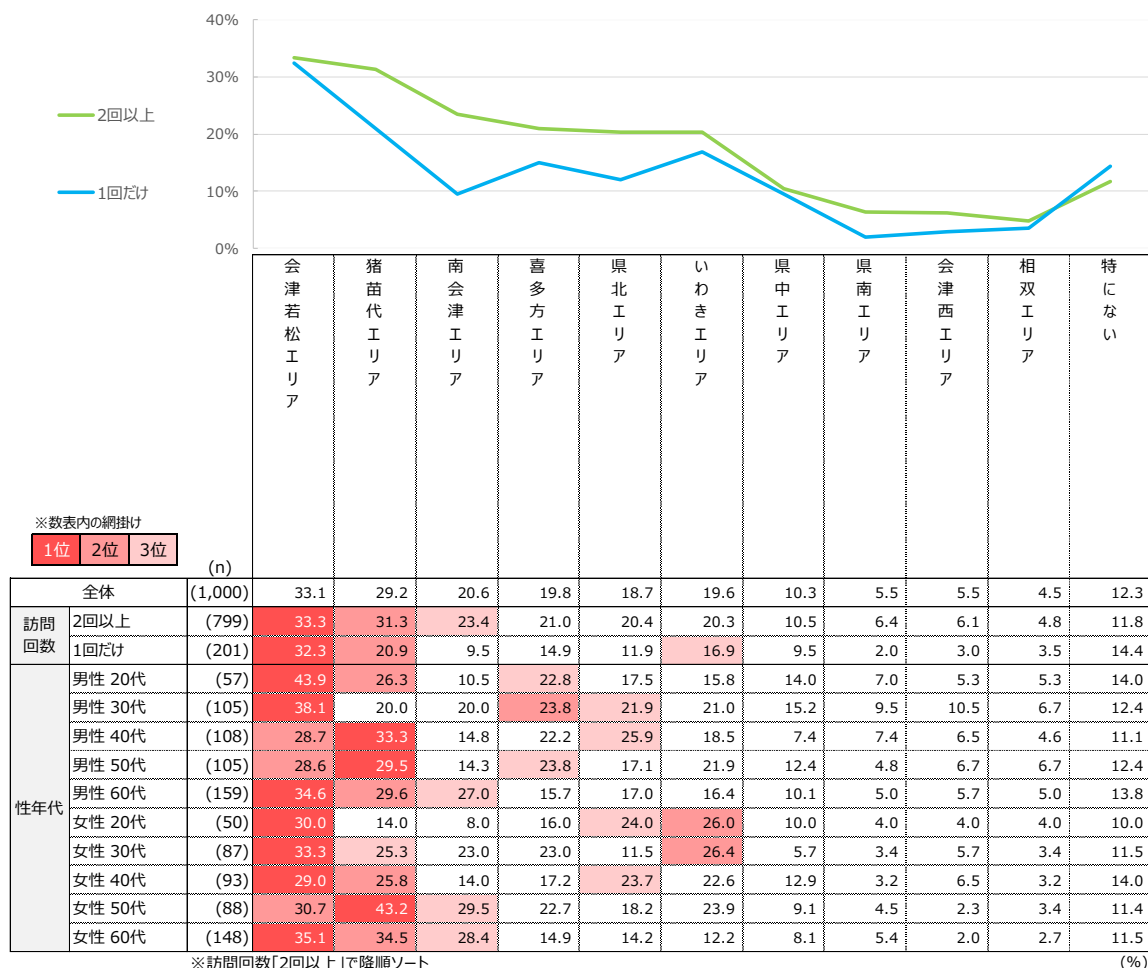 40%
30%
20%
10%
0%
2回以上
1回だけ
会津若松エリア
猪苗代エリア
南会津エリア
喜多方エリア
県北エリア
いわきエリア
県中エリア
県南エリア
会津西エリア
相双エリア
特にない
※数表内の網掛け
1位 2位 3位
(n)
全体 (1,000) 33.1 29.2 20.6 19.8 18.7 19.6 10.3 5.5 5.5 4.5 12.3
訪問回数
2回以上 (799) 33.3 31.3 23.4 21.0 20.4 20.3 10.5 6.4 6.1 4.8 11.8
1回だけ (201) 32.3 20.9 9.5 14.9 11.9 16.9 9.5 2.0 3.0 3.5 14.4
性年代
男性 20代 (57) 43.9 26.3 10.5 22.8 17.5 15.8 14.0 7.0 5.3 5.3 14.0
男性 30代 (105) 38.1 20.0 20.0 23.8 21.9 21.0 15.2 9.5 10.5 6.7 12.4
男性 40代 (108) 28.7 33.3 14.8 22.2 25.9 18.5 7.4 7.4 6.5 4.6 11.1
男性 50代 (105) 28.6 29.5 14.3 23.8 17.1 21.9 12.4 4.8 6.7 6.7 12.4
男性 60代 (159) 34.6 29.6 27.0 15.7 17.0 16.4 10.1 5.0 5.7 5.0 13.8
女性 20代 (50) 30.0 14.0 8.0 16.0 24.0 26.0 10.0 4.0 4.0 4.0 10.0
女性 30代 (87) 33.3 25.3 23.0 23.0 11.5 26.4 5.7 3.4 5.7 3.4 11.5
女性 40代 (93) 29.0 25.8 14.0 17.2 23.7 22.6 12.9 3.2 6.5 3.2 14.0
女性 50代 (88) 30.7 43.2 29.5 22.7 18.2 23.9 9.1 4.5 2.3 3.4 11.4
女性 60代 (148) 35.1 34.5 28.4 14.9 14.2 12.2 8.1 5.4 2.0 2.7 11.5
※訪問回数「2回以上」で降順ソート (%)